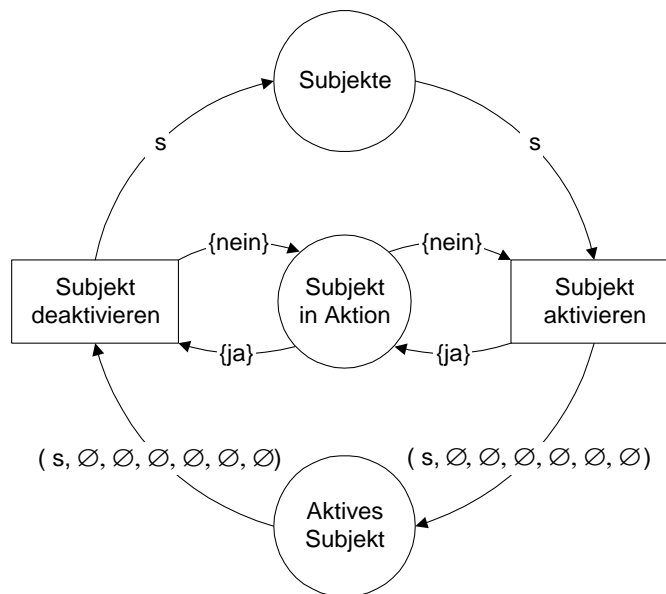 Subjekte
s
s
{nein}
{nein}
Subjekt
deaktivieren
Subjekt
in Aktion
Subjekt
aktivieren
{ja}
{ja}
( s, ∅, ∅, ∅, ∅, ∅, ∅)
( s, ∅, ∅, ∅, ∅, ∅, ∅)
Aktives
Subjekt